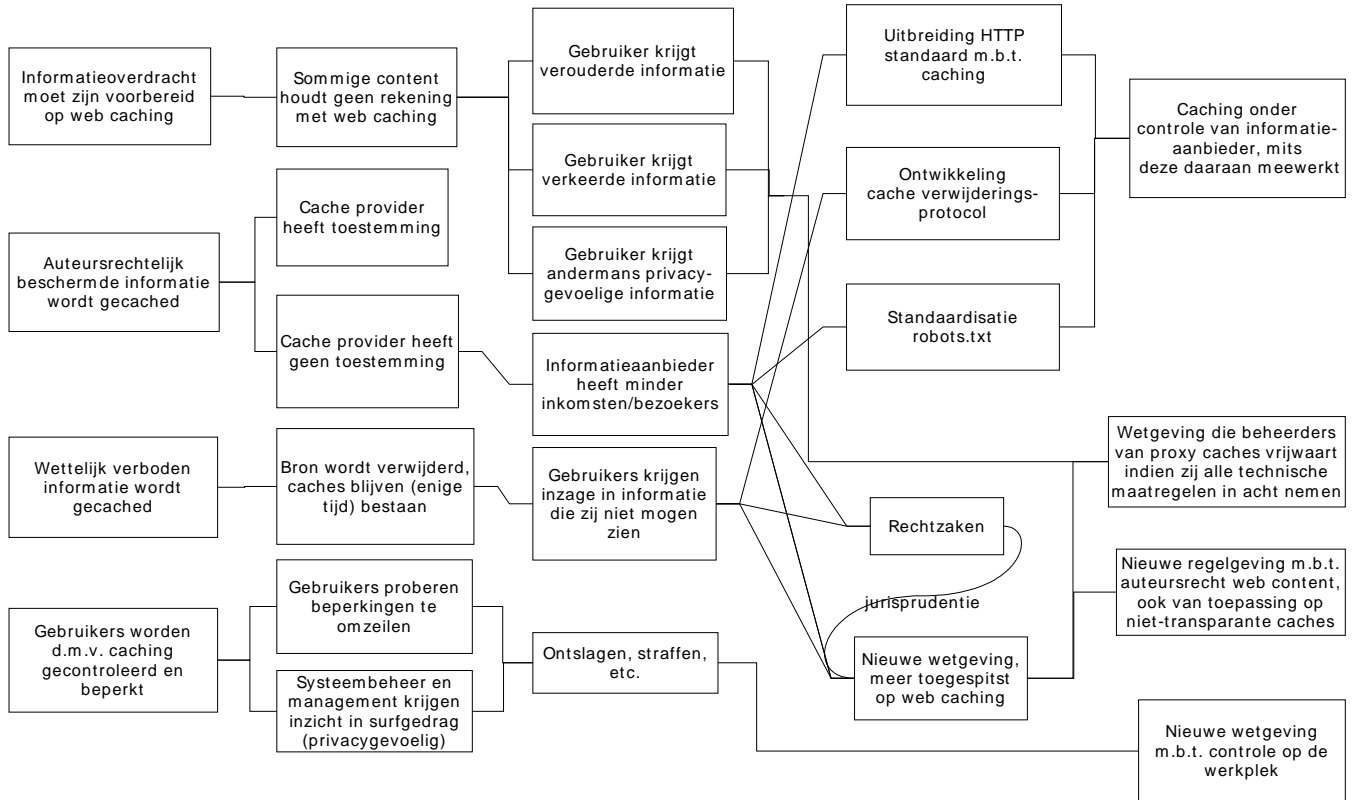 Informatieoverdracht
moet zijn voorbereid
op web caching
Auteursrechtelijk
beschermde informatie
wordt gecached
Wettelijk verboden
informatie wordt
gecached
Gebruikers worden
d.m.v. caching
gecontroleerd en
beperkt
Sommige content
houdt geen rekening
met web caching
Cache provider
heeft toestemming
Cache provider heeft
geen toestemming
Bron wordt verwijderd,
caches blijven (enige
tijd) bestaan
Gebruikers proberen
beperkingen te
omzeilen
Systeembeheer en
management krijgen
inzicht in surfgedrag
(privacygevoelig)
Gebruiker krijgt
verouderde informatie
Gebruiker krijgt
verkeerde informatie
Gebruiker krijgt
andermans privacy-
gevoelige informatie
Informatieaanbieder
heeft minder
inkomsten/bezoekers
Gebruikers krijgen
inzage in informatie
die zij niet mogen
zien
Ontslagen, straffen,
etc.
Uitbreiding HTTP
standaard m.b.t.
caching
Ontwikkeling
cache verwijderings-
protocol
Standaardisatie
robots.txt
Rechtzaken
jurisprudentie
Nieuwe wetgeving,
meer toegespitst
op web caching
Caching onder
controle van informatie-
aanbieder, mits
deze daaraan meewerkt
Wetgeving die beheerders
van proxy caches vrijwaart
indien zij alle technische
maatregelen in acht nemen
Nieuwe regelgeving m.b.t.
auteursrecht web content,
ook van toepassing op
niet-transparante caches
Nieuwe wetgeving
m.b.t. controle op de
werkplek